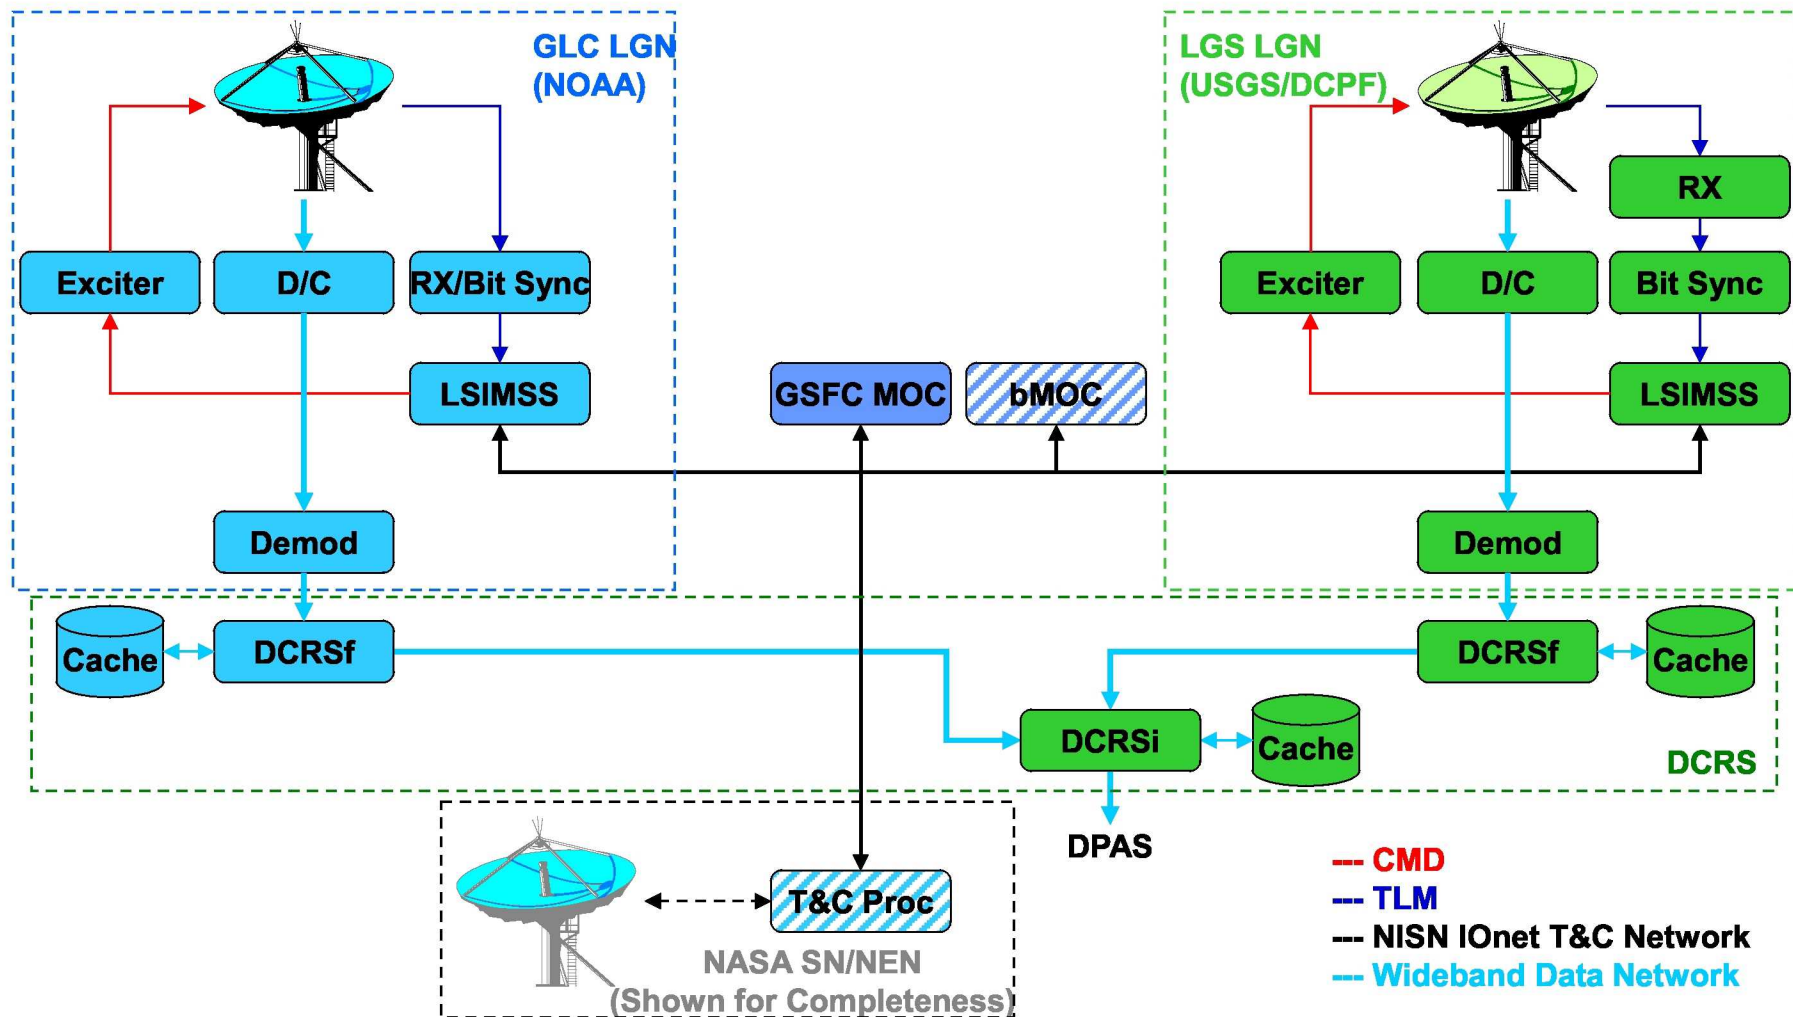 GLC LGN
(NOAA)
LGS LGN
(USGS/DCPF)
RX
Exciter
D/C
RX/Bit Sync
Exciter
D/C
Bit Sync
LSIMSS
GSFC MOC
bMOC
LSIMSS
Demod
Demod
Cache
DCRSf
DCRSf
Cache
DCRSi
Cache
DCRS
DPAS
T&C Proc
NASA SN/NEN
(Shown for Completeness)
--- CMD
--- TLM
--- NISN IOnet T&C Network
--- Wideband Data Network